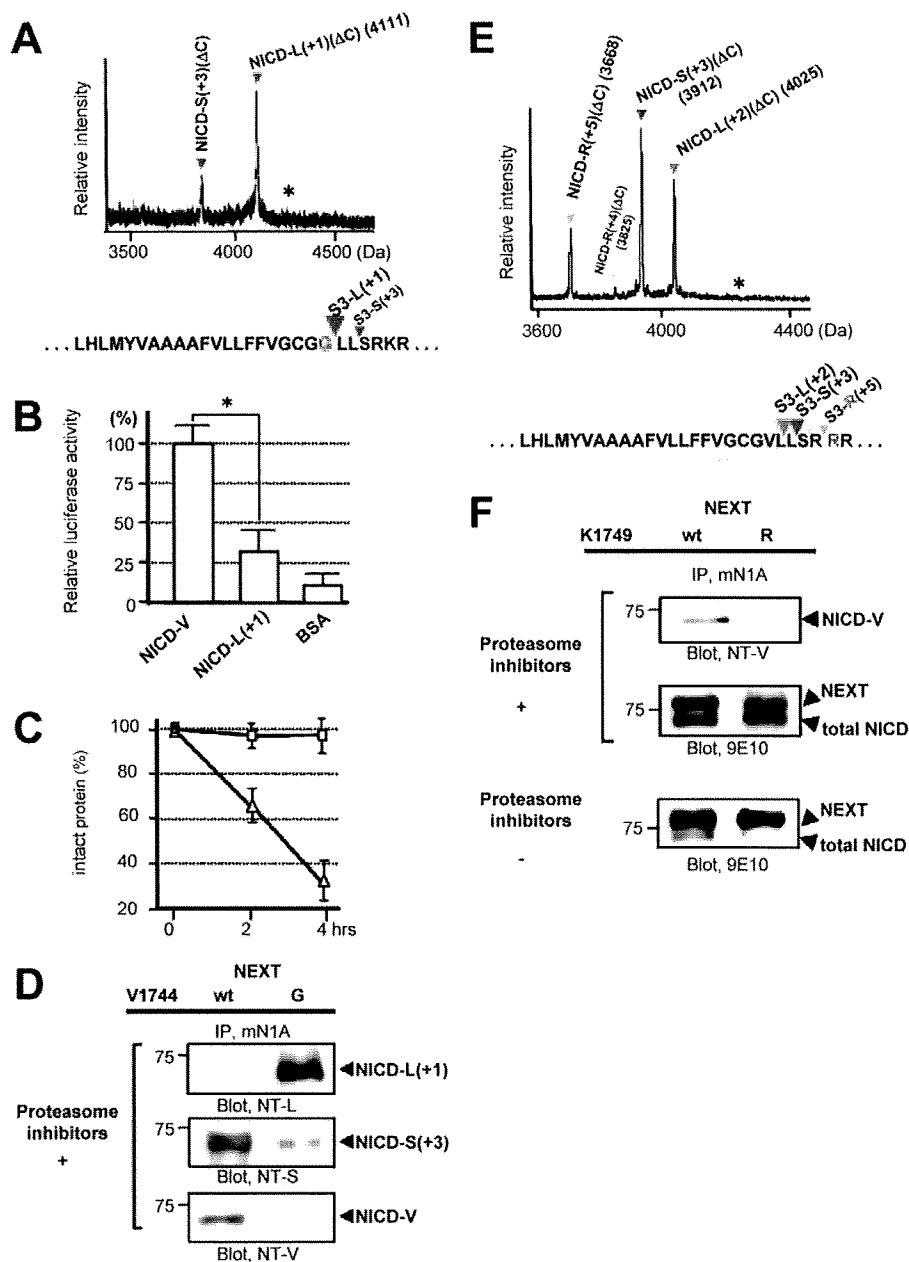 A
NICD-S(+3)(ΔC)
NICD-L(+1)(ΔC) (4111)
*
Relative intensity
3500 4000 4500 (Da)
S3-L(+1)
S3-S(+3)
...LHLMYVAAAAFVLLFFVGCGG LLSRKR...
B
(%)
*
Relative luciferase activity
100
75
50
25
0
NICD-V
NICD-L(+1)
BSA
C
intact protein (%)
100
80
60
40
20
0 2 4 hrs
D
NEXT
V1744 wt G
IP, mN1A
Proteasome inhibitors
+
75
NICD-L(+1)
Blot, NT-L
75
NICD-S(+3)
Blot, NT-S
75
NICD-V
Blot, NT-V
E
NICD-R(+5)(ΔC) (3668)
NICD-R(+4)(ΔC)
(3825)
NICD-S(+3)(ΔC)
(3912)
NICD-L(+2)(ΔC) (4025)
*
Relative intensity
3600 4000 4400 (Da)
S3-L(+2)
S3-S(+3)
S3-R(+5)
...LHLMYVAAAAFVLLFFVGCGVLLSR RR...
F
NEXT
K1749 wt R
IP, mN1A
Proteasome inhibitors
+
75
NICD-V
Blot, NT-V
75
NEXT
total NICD
Blot, 9E10
Proteasome inhibitors
-
75
NEXT
total NICD
Blot, 9E10